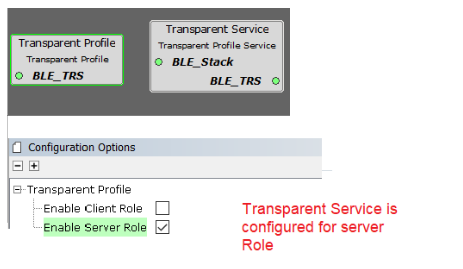 Transparent Profile
Transparent Profile
BLE_TRS
Transparent Service
Transparent Profile Service
BLE_Stack
BLE_TRS
Configuration Options
Transparent Profile
Enable Client Role
Enable Server Role
Transparent Service is
configured for server
Role